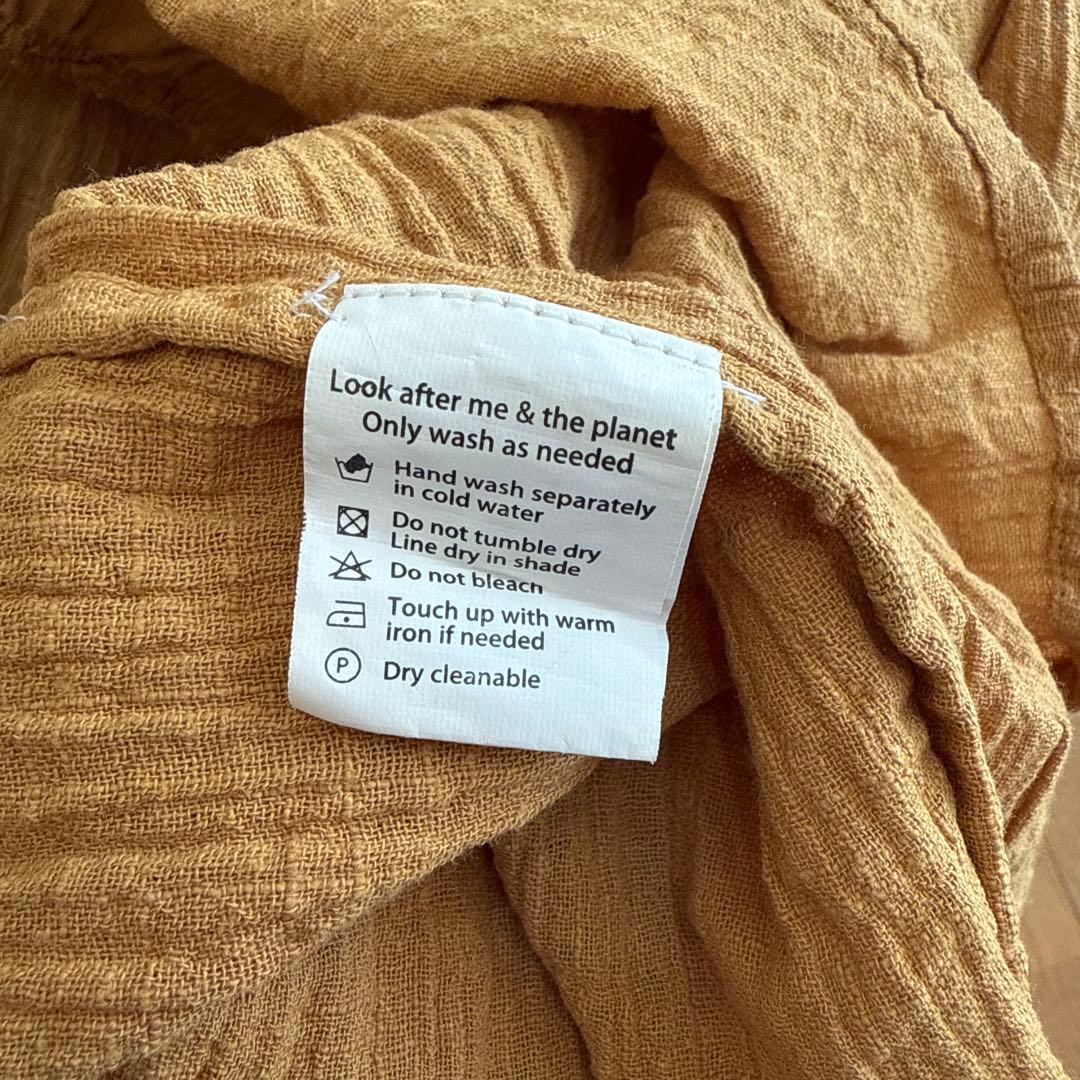 Look after me & the planet
Only wash as needed
Hand wash separately
in cold water
Do not tumble dry
Line dry in shade
Do not bleach
Touch up with warm
iron if needed
P
Dry cleanable